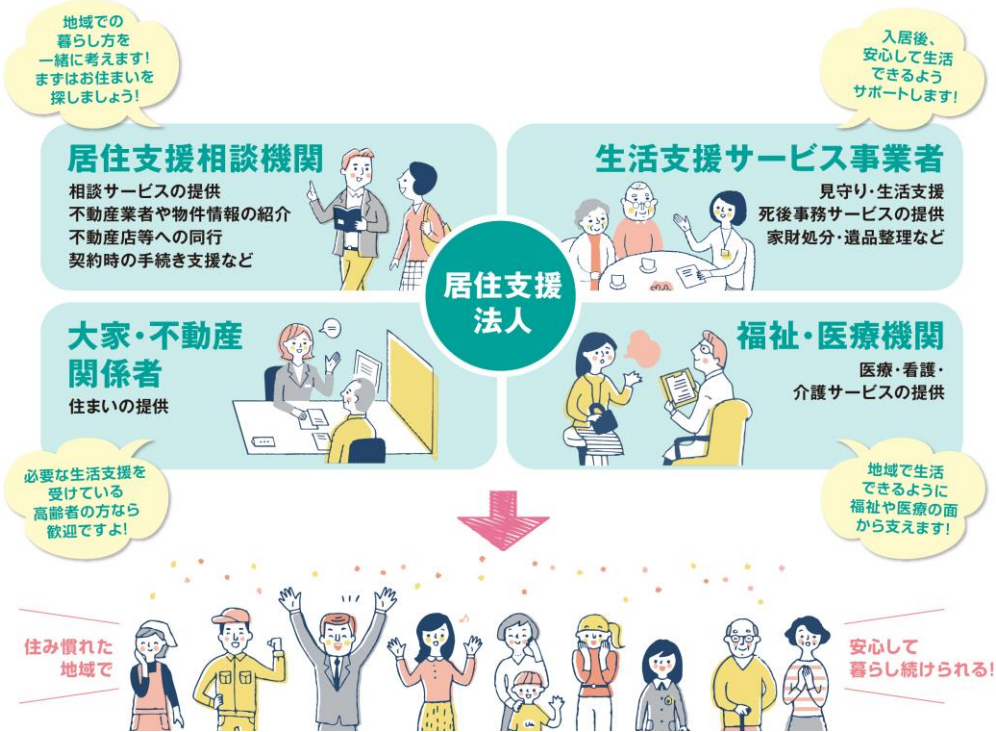 地域での
暮らし方を
一緒に考えます!
まずはお住まいを
探しましょう!
入居後、
安心して生活
できるよう
サポートします!
居住支援相談機関
相談サービスの提供
不動産業者や物件情報の紹介
不動産店等への同行
契約時の手続き支援など
生活支援サービス事業者
見守り・生活支援
死後事務サービスの提供
家財処分・遺品整理など
居住支援
法人
大家・不動産
関係者
住まいの提供
福祉・医療機関
医療・看護・
介護サービスの提供
必要な生活支援を
受けている
高齢者の方なら
歓迎ですよ!
地域で生活
できるように
福祉や医療の面
から支えます!
住み慣れた
地域で
安心して
暮らし続けられる!